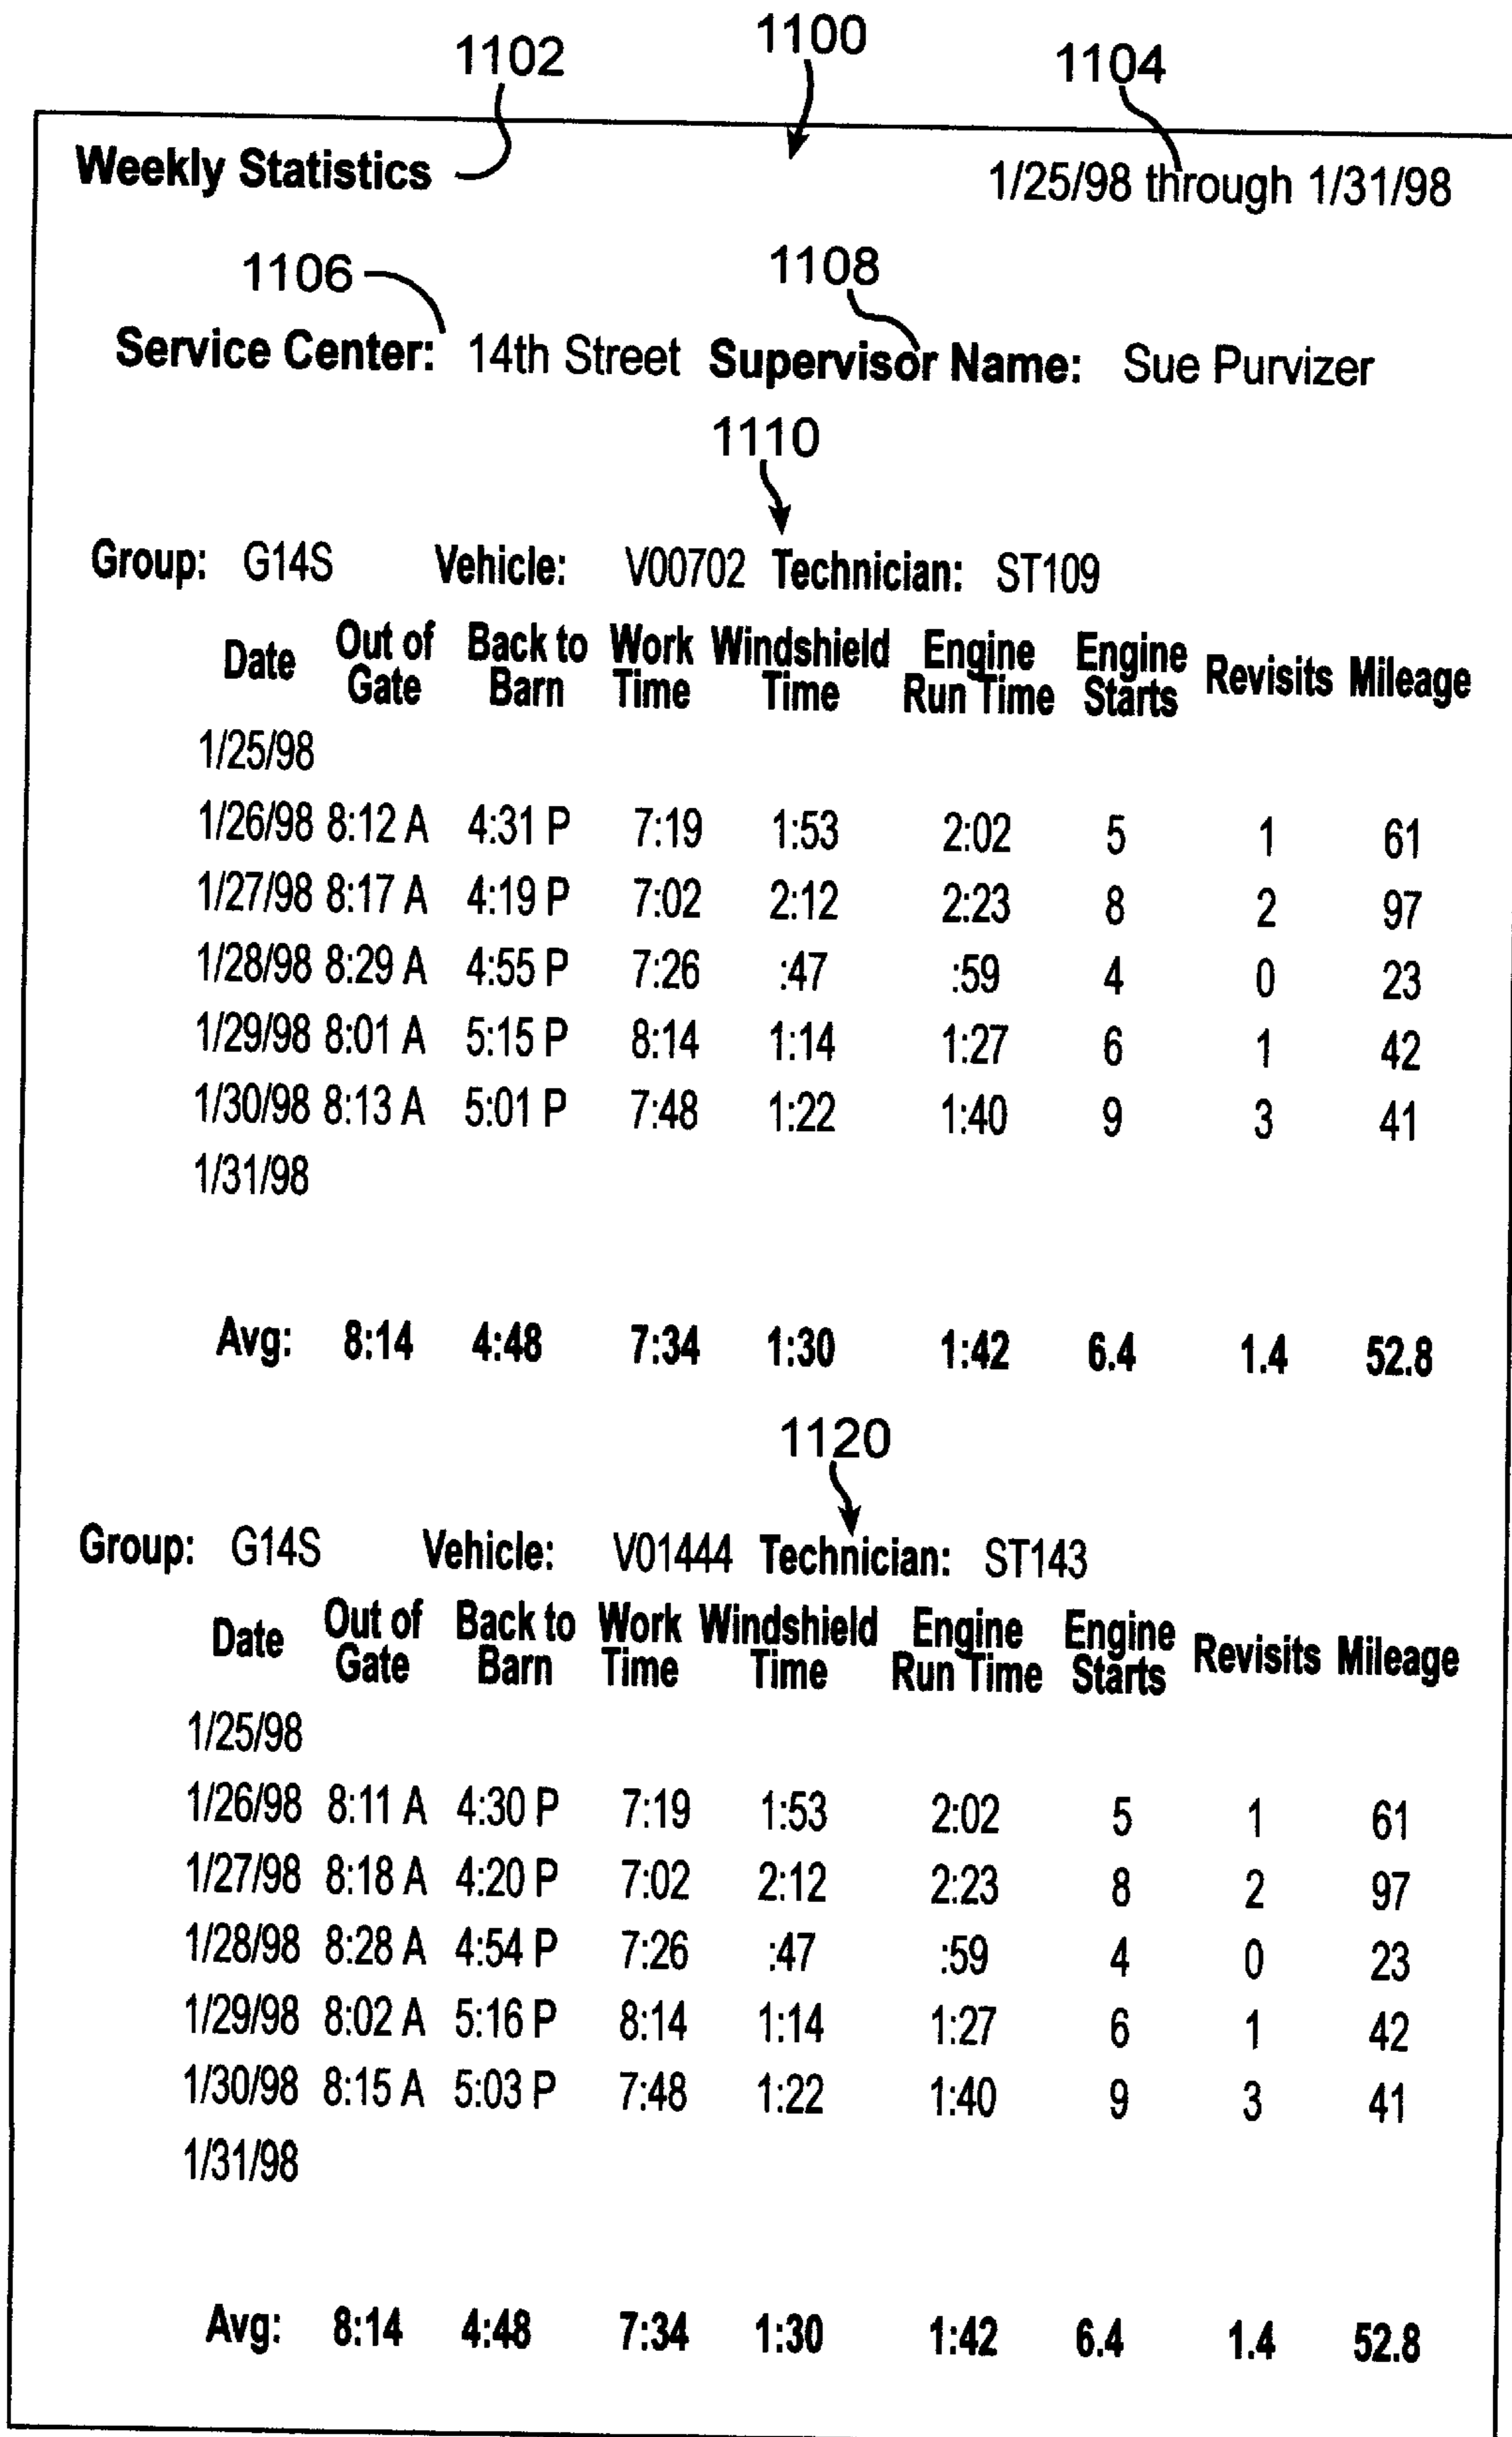 1102 1100 1104
Weekly Statistics 1/25/98 through 1/31/98
1106 1108
Service Center: 14th Street Supervisor Name: Sue Purvizer
1110
Group: G14S Vehicle: V00702 Technician: ST109
Date Out of Gate Back to Barn Work Time Windshield Time Engine Run Time Engine Starts Revisits Mileage
1/25/98
1/26/98 8:12 A 4:31 P 7:19 1:53 2:02 5 1 61
1/27/98 8:17 A 4:19 P 7:02 2:12 2:23 8 2 97
1/28/98 8:29 A 4:55 P 7:26 :47 :59 4 0 23
1/29/98 8:01 A 5:15 P 8:14 1:14 1:27 6 1 42
1/30/98 8:13 A 5:01 P 7:48 1:22 1:40 9 3 41
1/31/98
Avg: 8:14 4:48 7:34 1:30 1:42 6.4 1.4 52.8
1120
Group: G14S Vehicle: V01444 Technician: ST143
Date Out of Gate Back to Barn Work Time Windshield Time Engine Run Time Engine Starts Revisits Mileage
1/25/98
1/26/98 8:11 A 4:30 P 7:19 1:53 2:02 5 1 61
1/27/98 8:18 A 4:20 P 7:02 2:12 2:23 8 2 97
1/28/98 8:28 A 4:54 P 7:26 :47 :59 4 0 23
1/29/98 8:02 A 5:16 P 8:14 1:14 1:27 6 1 42
1/30/98 8:15 A 5:03 P 7:48 1:22 1:40 9 3 41
1/31/98
Avg: 8:14 4:48 7:34 1:30 1:42 6.4 1.4 52.8